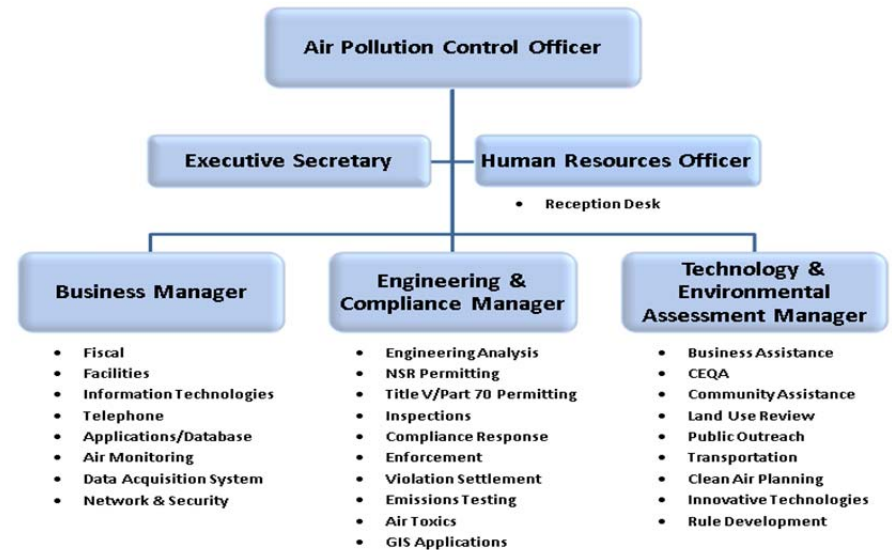 Air Pollution Control Officer
Executive Secretary
Human Resources Officer
• Reception Desk
Business Manager
• Fiscal
• Facilities
• Information Technologies
• Telephone
• Applications/Database
• Air Monitoring
• Data Acquisition System
• Network & Security
Engineering &
Compliance Manager
• Engineering Analysis
• NSR Permitting
• Title V/Part 70 Permitting
• Inspections
• Compliance Response
• Enforcement
• Violation Settlement
• Emissions Testing
• Air Toxics
• GIS Applications
Technology &
Environmental
Assessment Manager
• Business Assistance
• CEQA
• Community Assistance
• Land Use Review
• Public Outreach
• Transportation
• Clean Air Planning
• Innovative Technologies
• Rule Development